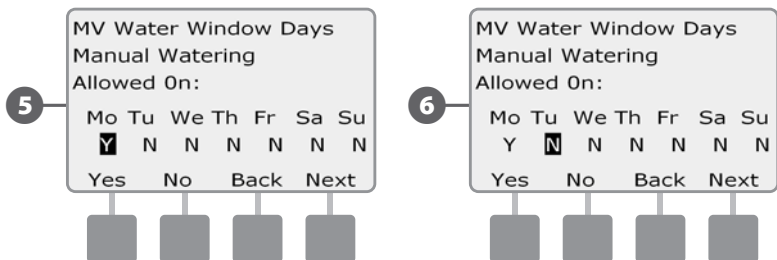 5
MV Water Window Days
Manual Watering
Allowed 0n:
Mo Tu We Th Fr Sa Su
Y N N N N N N
Yes No Back Next
6
MV Water Window Days
Manual Watering
Allowed 0n:
Mo Tu We Th Fr Sa Su
Y N N N N N N
Yes No Back Next